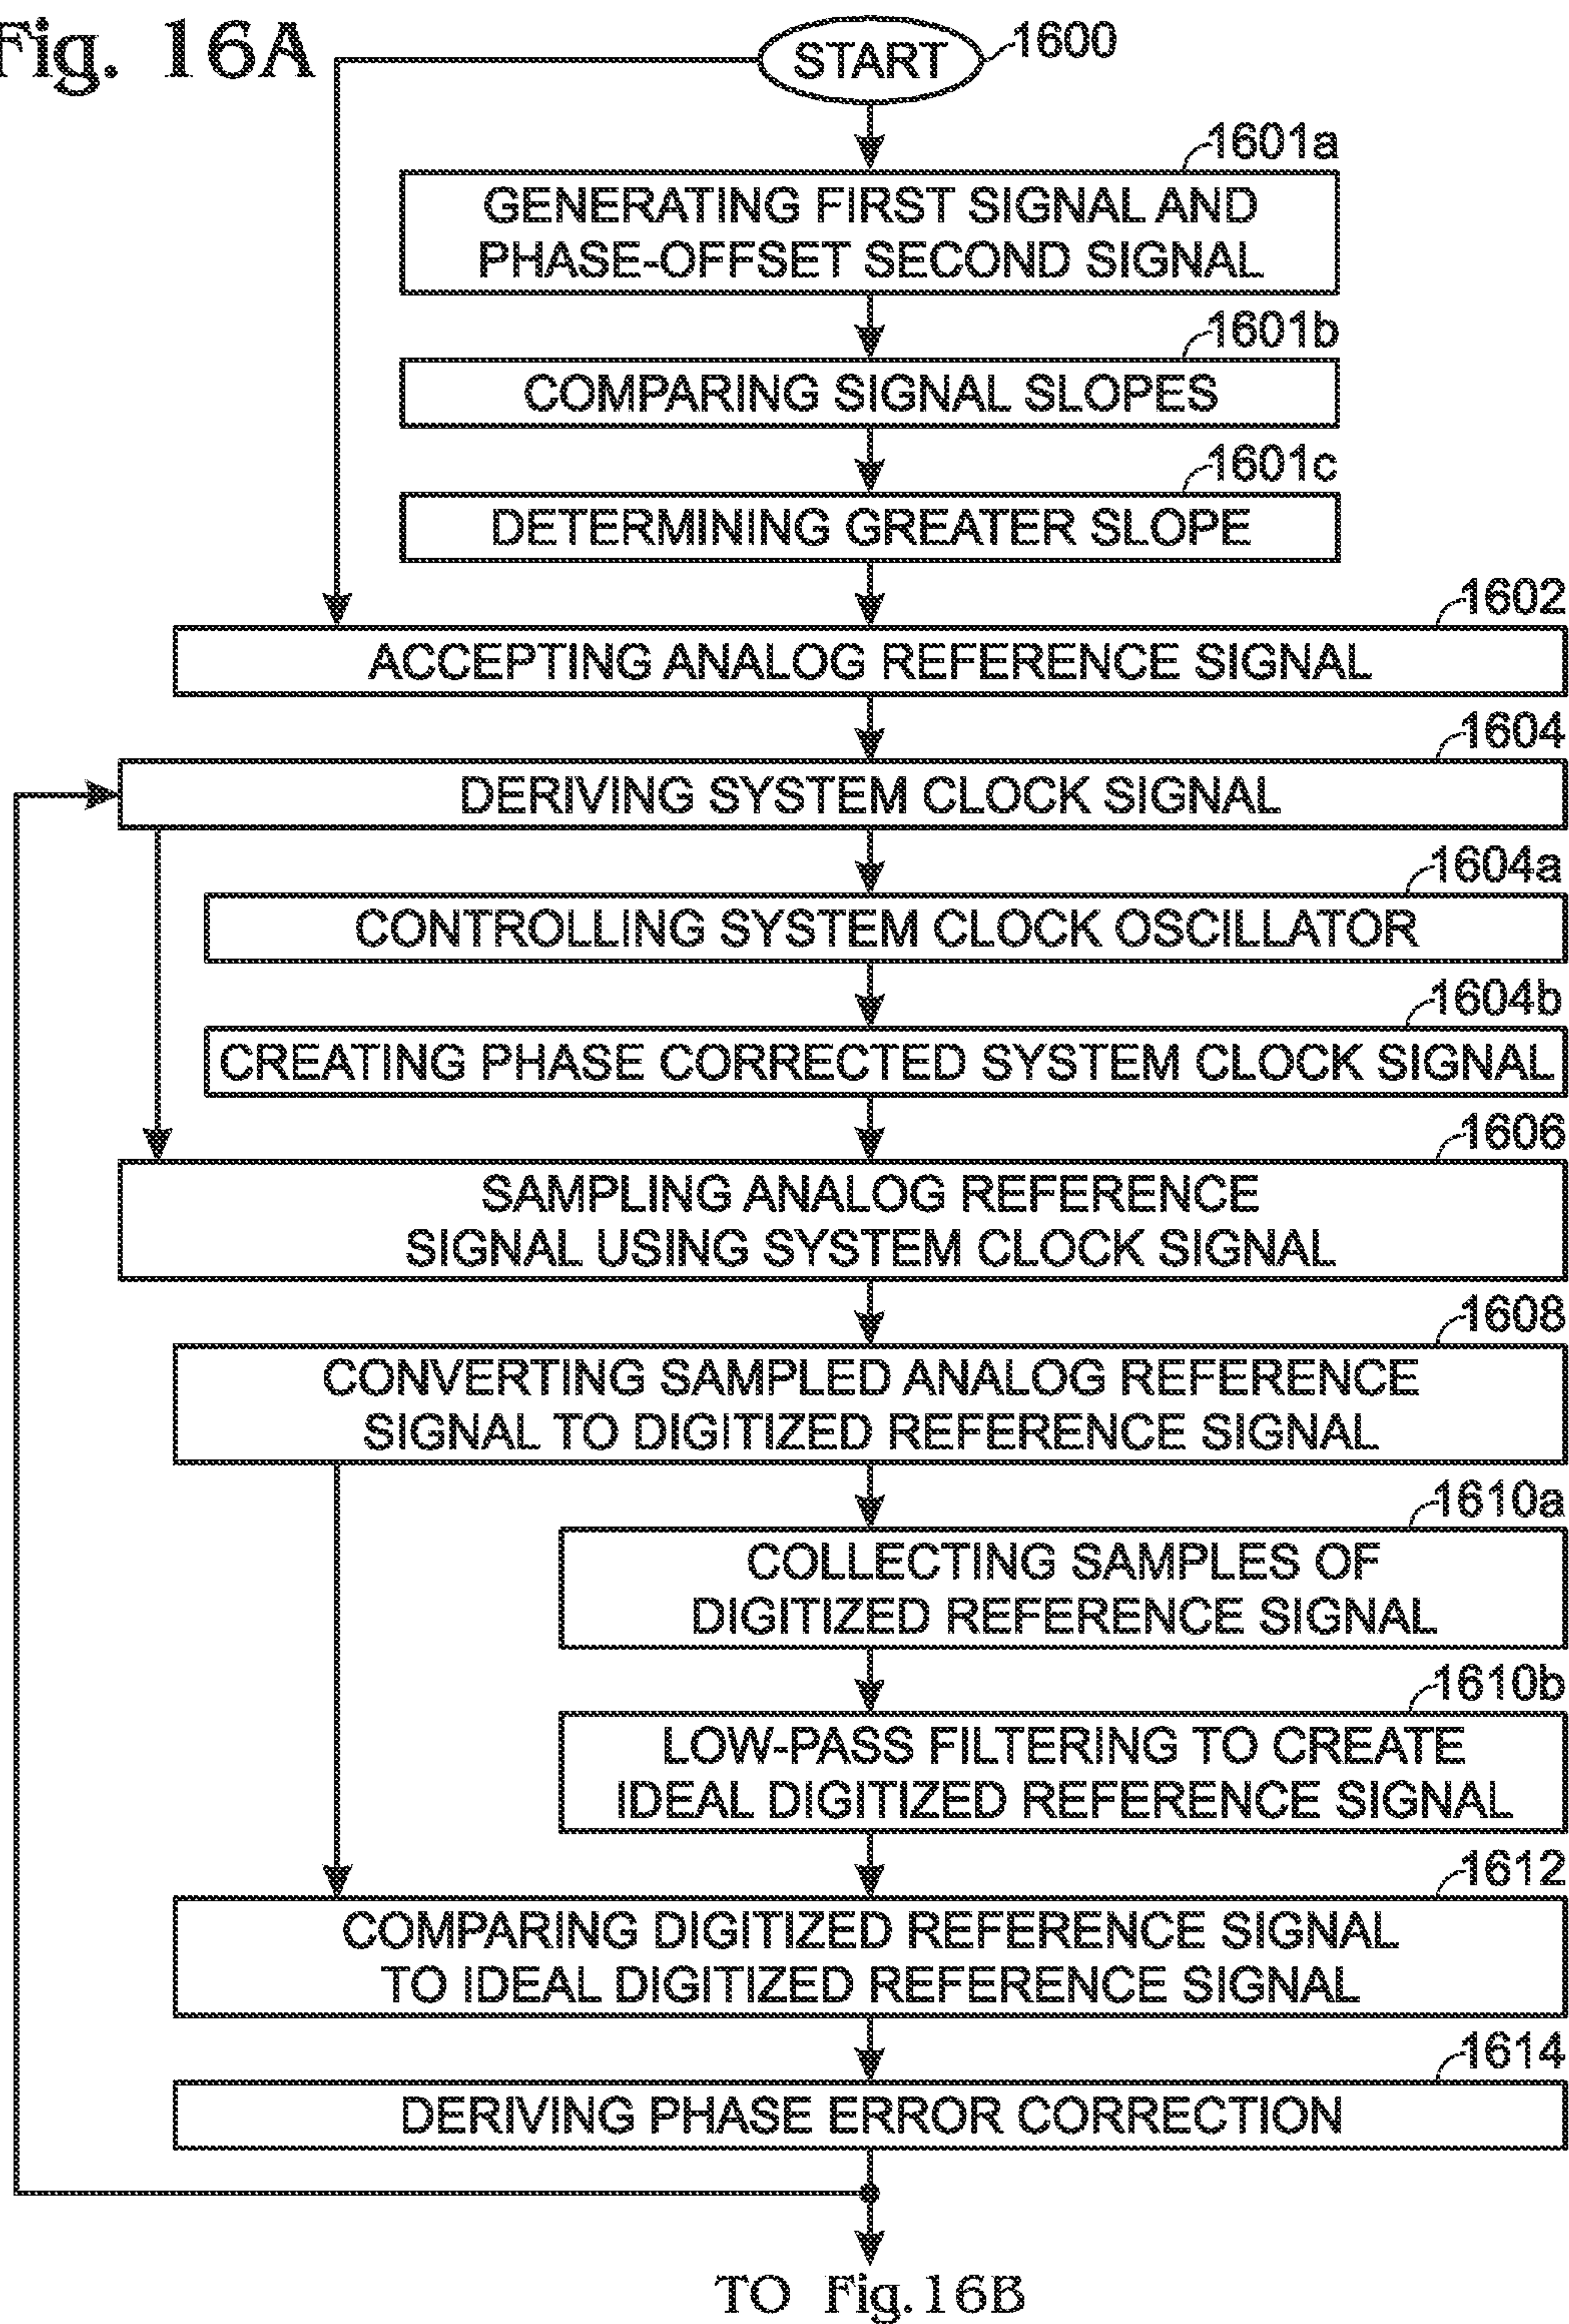 Fig. 16A
START
1600
1601a
GENERATING FIRST SIGNAL AND
PHASE-OFFSET SECOND SIGNAL
1601b
COMPARING SIGNAL SLOPES
1601c
DETERMINING GREATER SLOPE
1602
ACCEPTING ANALOG REFERENCE SIGNAL
1604
DERIVING SYSTEM CLOCK SIGNAL
1604a
CONTROLLING SYSTEM CLOCK OSCILLATOR
1604b
CREATING PHASE CORRECTED SYSTEM CLOCK SIGNAL
1606
SAMPLING ANALOG REFERENCE
SIGNAL USING SYSTEM CLOCK SIGNAL
1608
CONVERTING SAMPLED ANALOG REFERENCE
SIGNAL TO DIGITIZED REFERENCE SIGNAL
1610a
COLLECTING SAMPLES OF
DIGITIZED REFERENCE SIGNAL
1610b
LOW-PASS FILTERING TO CREATE
IDEAL DIGITIZED REFERENCE SIGNAL
1612
COMPARING DIGITIZED REFERENCE SIGNAL
TO IDEAL DIGITIZED REFERENCE SIGNAL
1614
DERIVING PHASE ERROR CORRECTION
TO Fig.16B